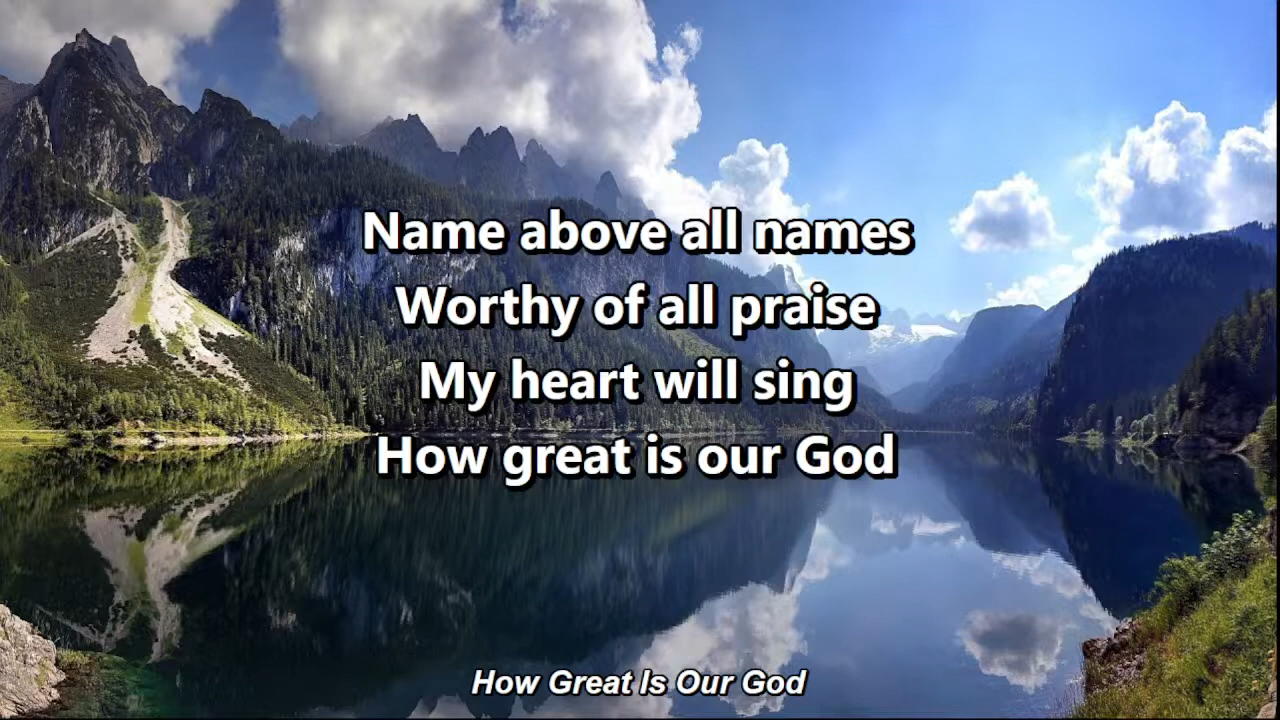 Name above all names
Worthy of all praise
My heart will sing
How great is our God
How Great Is Our God